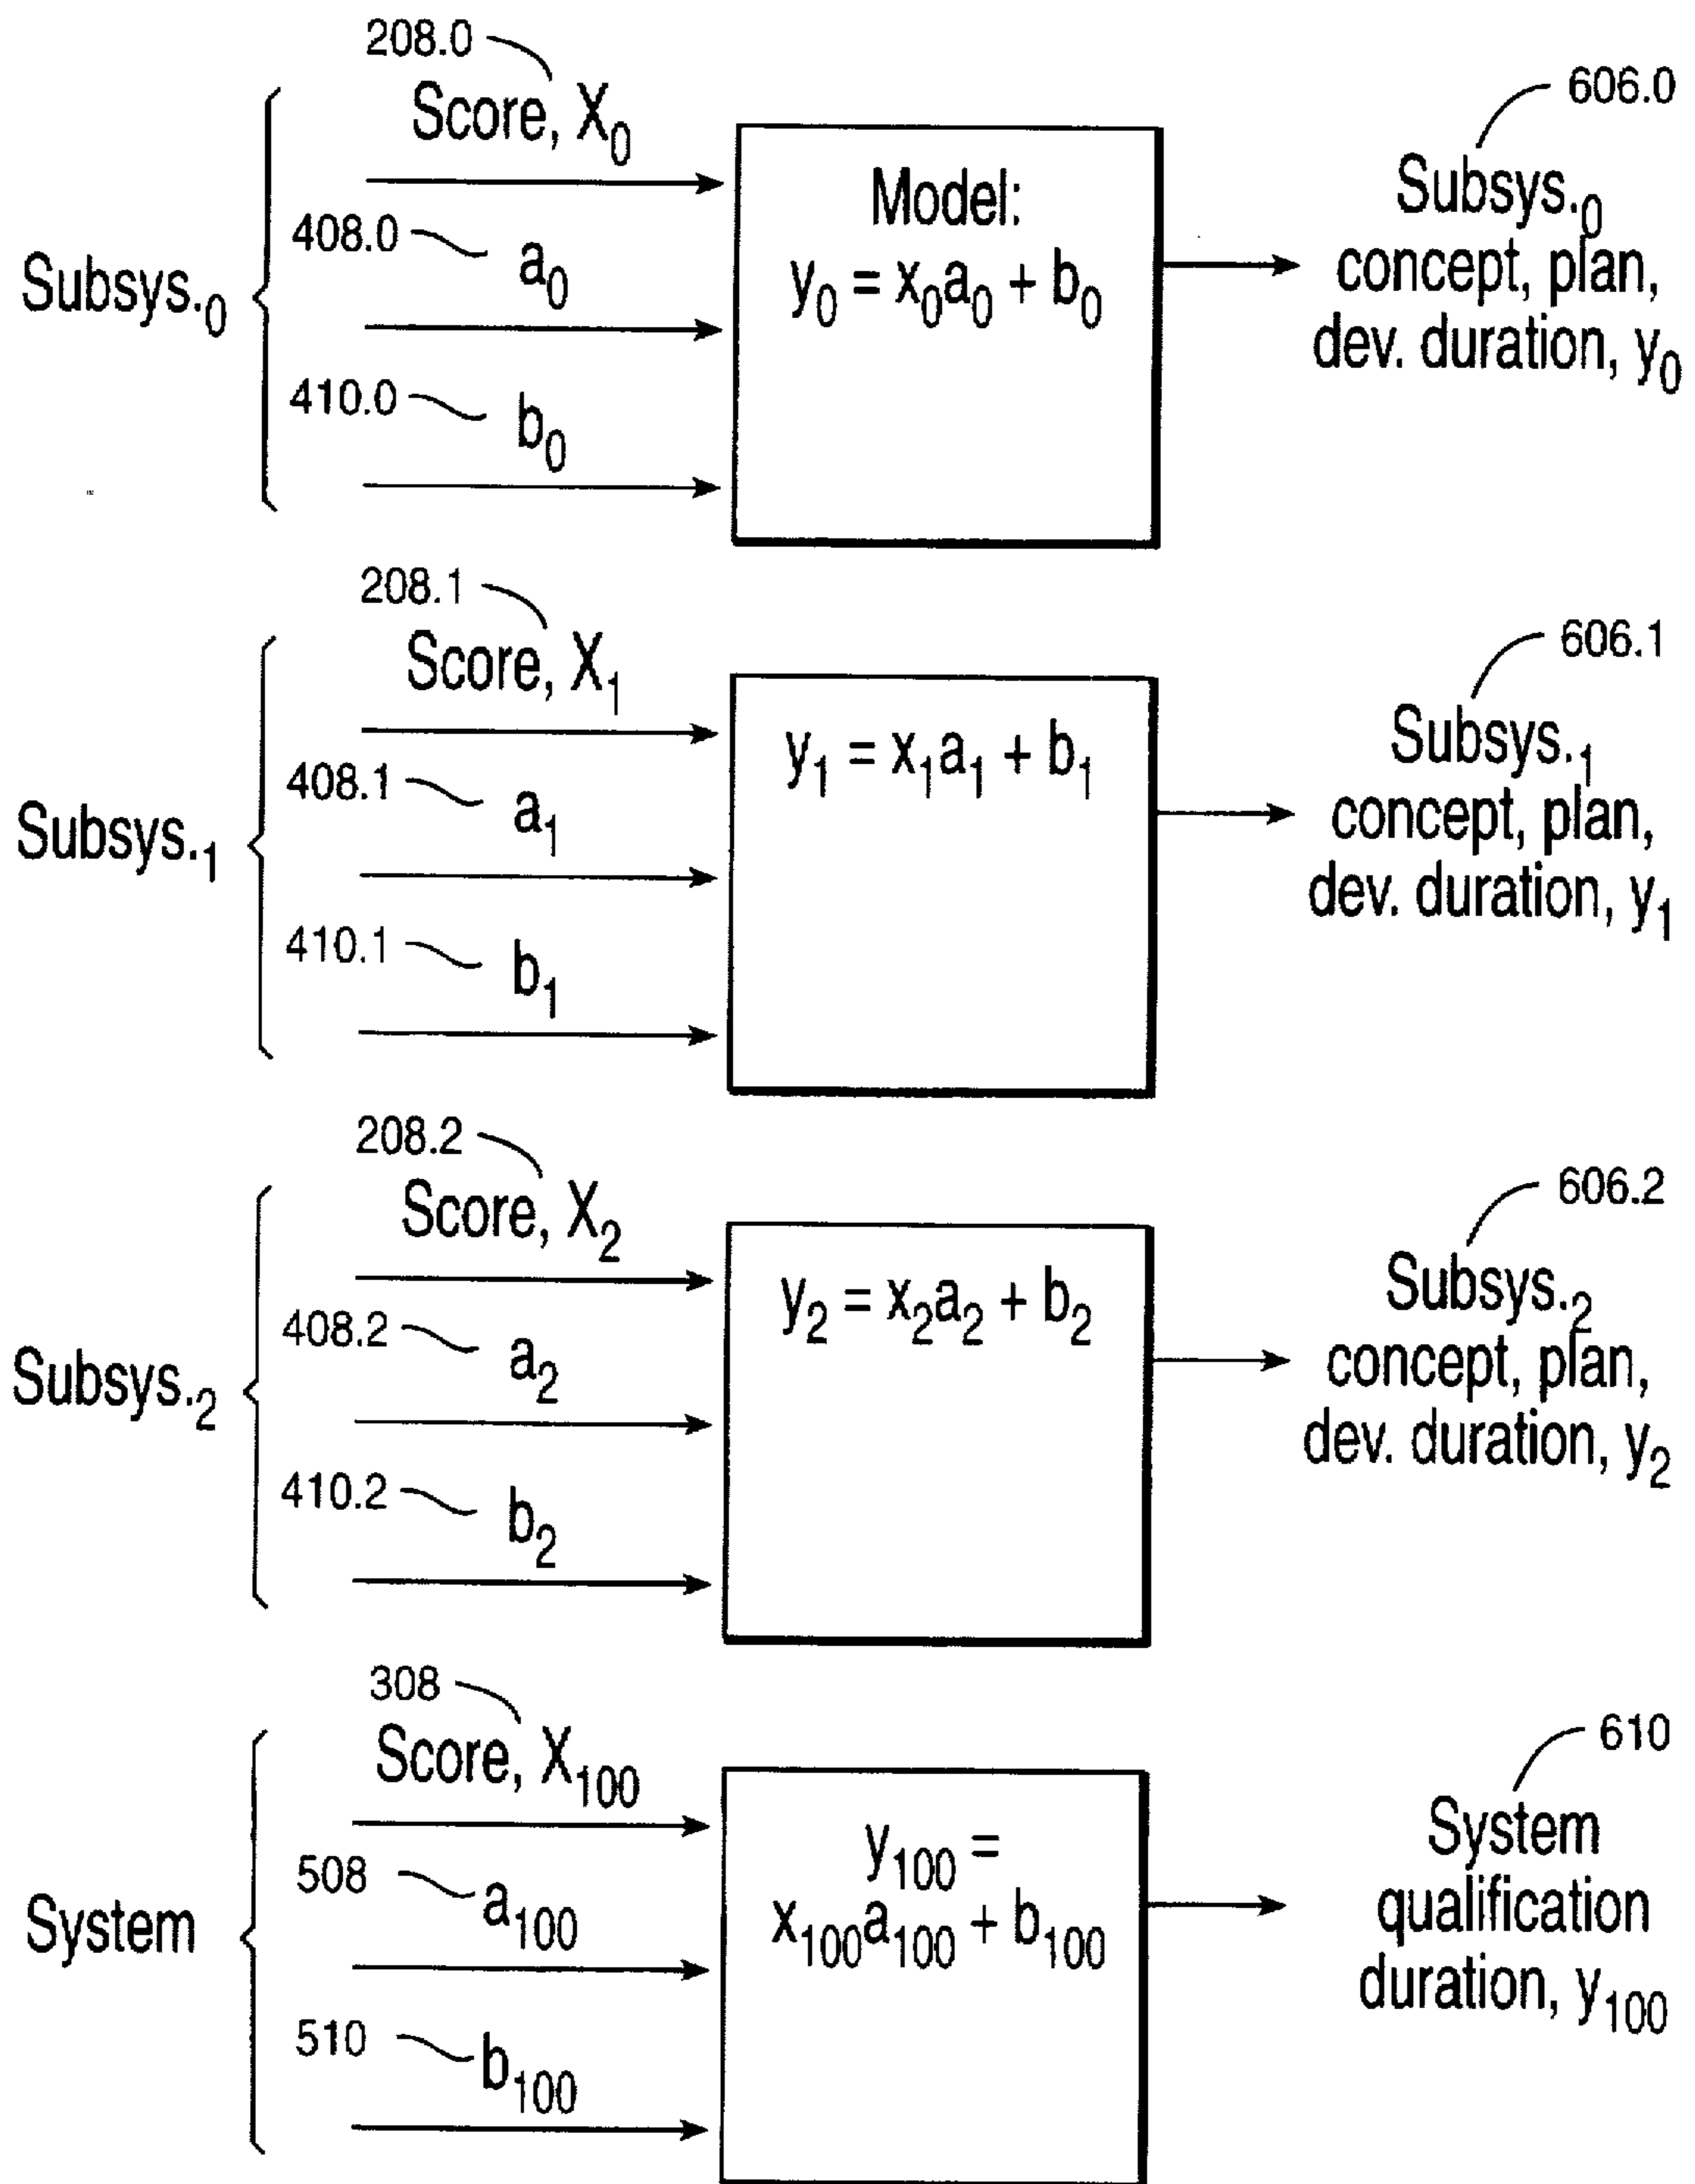 208.0
Score, X₀
606.0
Subsys.₀
concept, plan,
dev. duration, y₀
Model:
y₀ = x₀a₀ + b₀
408.0
a₀
Subsys.₀
410.0
b₀
208.1
Score, X₁
606.1
Subsys.₁
concept, plan,
dev. duration, y₁
y₁ = x₁a₁ + b₁
408.1
a₁
Subsys.₁
410.1
b₁
208.2
Score, X₂
606.2
Subsys.₂
concept, plan,
dev. duration, y₂
y₂ = x₂a₂ + b₂
408.2
a₂
Subsys.₂
410.2
b₂
308
Score, X₁₀₀
610
System
qualification
duration, y₁₀₀
y₁₀₀ =
x₁₀₀a₁₀₀ + b₁₀₀
508
a₁₀₀
System
510
b₁₀₀